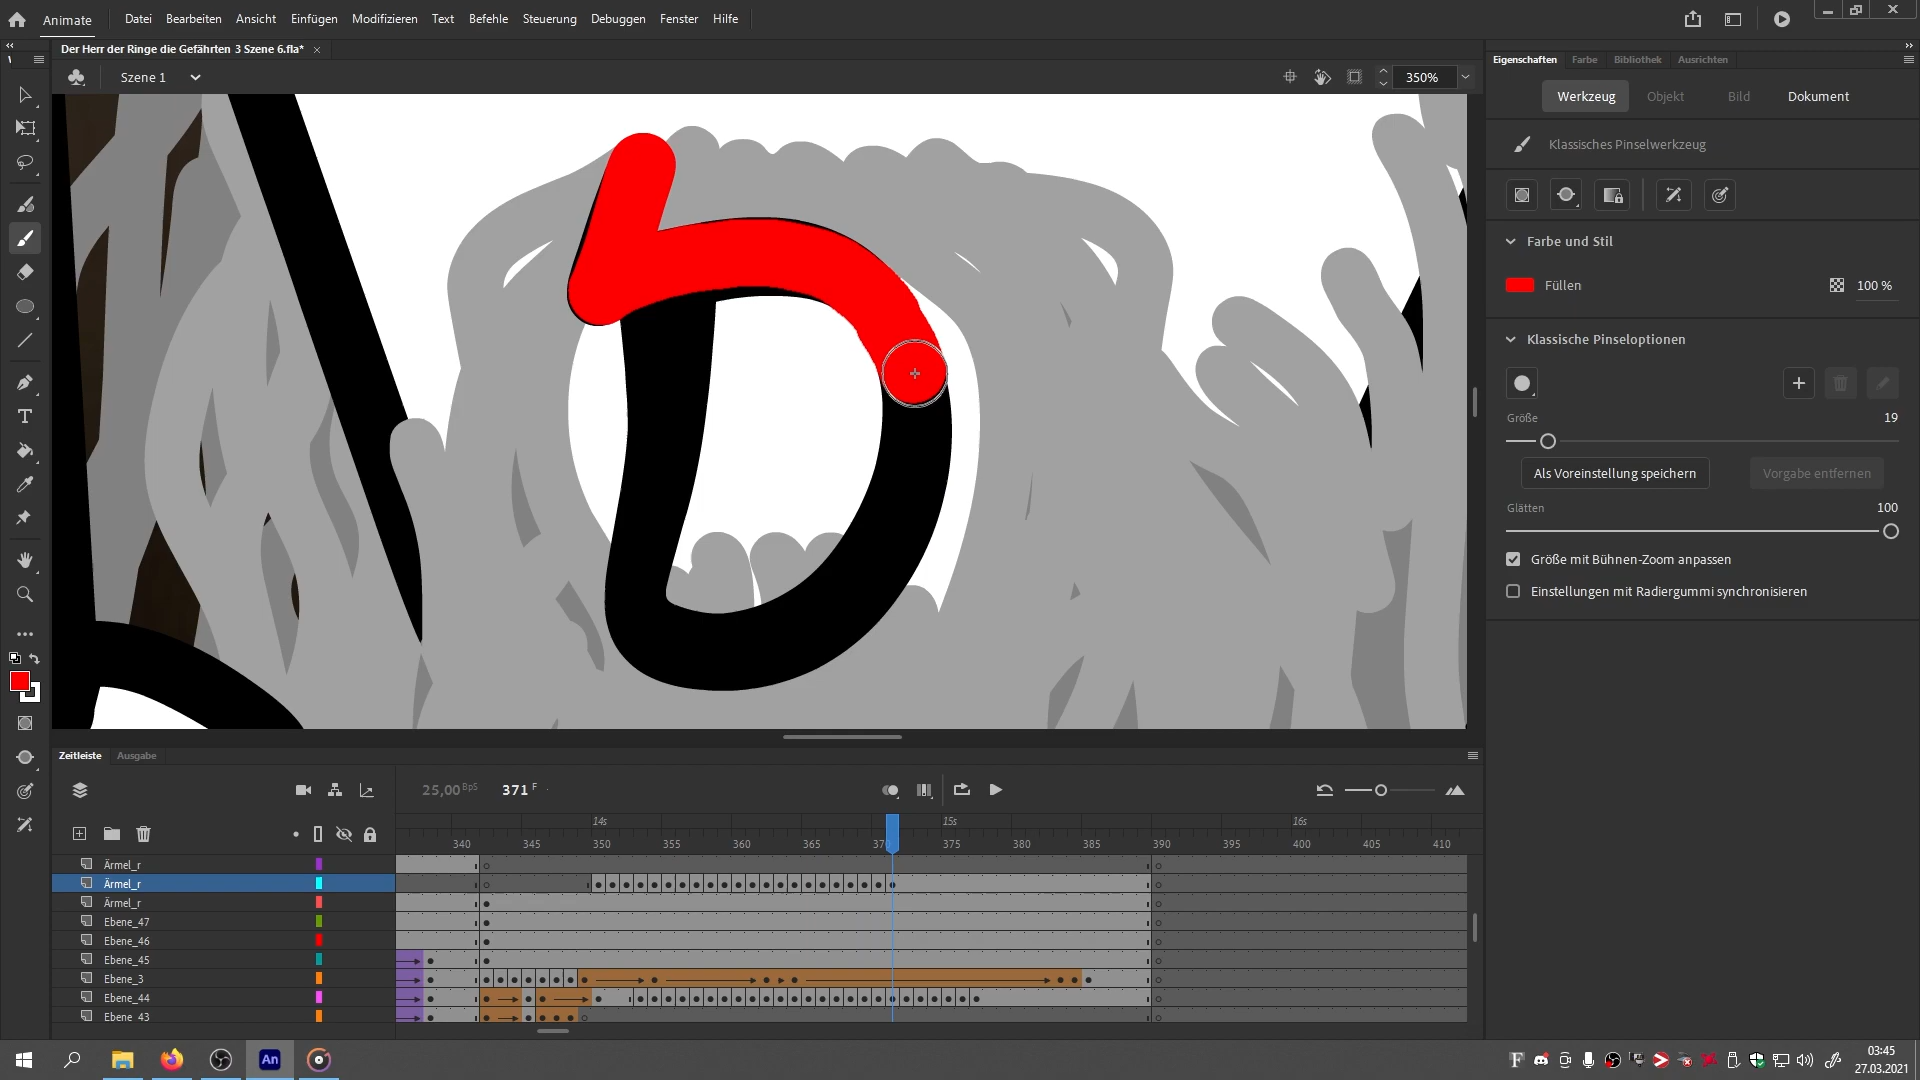 Animate
Datei Bearbeiten Ansicht Einfügen Modifizieren Text Befehle Steuerung Debuggen Fenster Hilfe
Der Herr der Ringe die Gefährten 3 Szene 6.fla*
Szene 1
350%
Eigenschaften Farbe Bibliothek Ausrichten
Werkzeug Objekt Bild Dokument
Klassisches Pinselwerkzeug
Farbe und Stil
Füllen 100 %
Klassische Pinseloptionen
Größe 19
Als Voreinstellung speichern Vorgabe entfernen
Glätten 100
Größe mit Bühnen-Zoom anpassen
Einstellungen mit Radiergummi synchronisieren
Zeitleiste Ausgabe
25,00 BpS 371 F
14s 15s 16s
340 345 350 355 360 365 370 375 380 385 390 395 400 405 410
Ärmel_r
Ärmel_r
Ärmel_r
Ebene_47
Ebene_46
Ebene_45
Ebene_3
Ebene_44
Ebene_43
An
03:45
27.03.2021